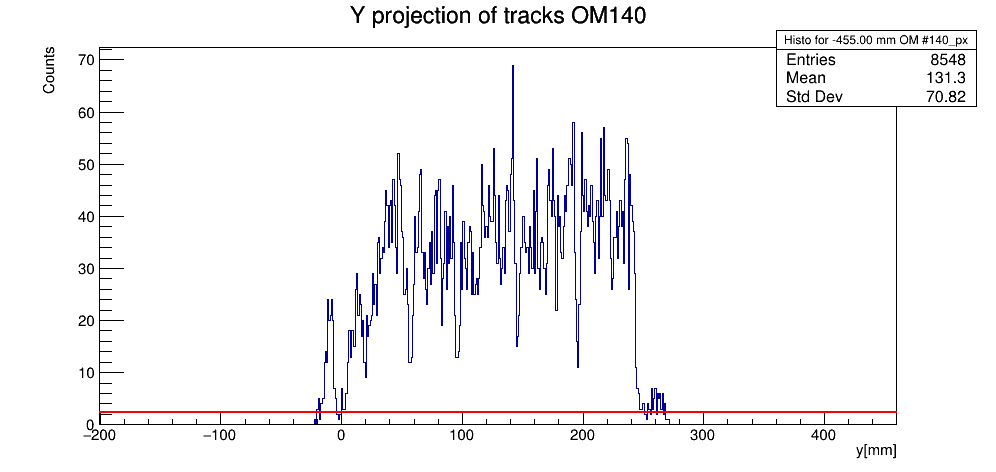 Y projection of tracks OM140
Histo for -455.00 mm OM #140_px
Entries 8548
Mean 131.3
Std Dev 70.82
Counts
70
60
50
40
30
20
10
0
−200 −100 0 100 200 300 400
y[mm]